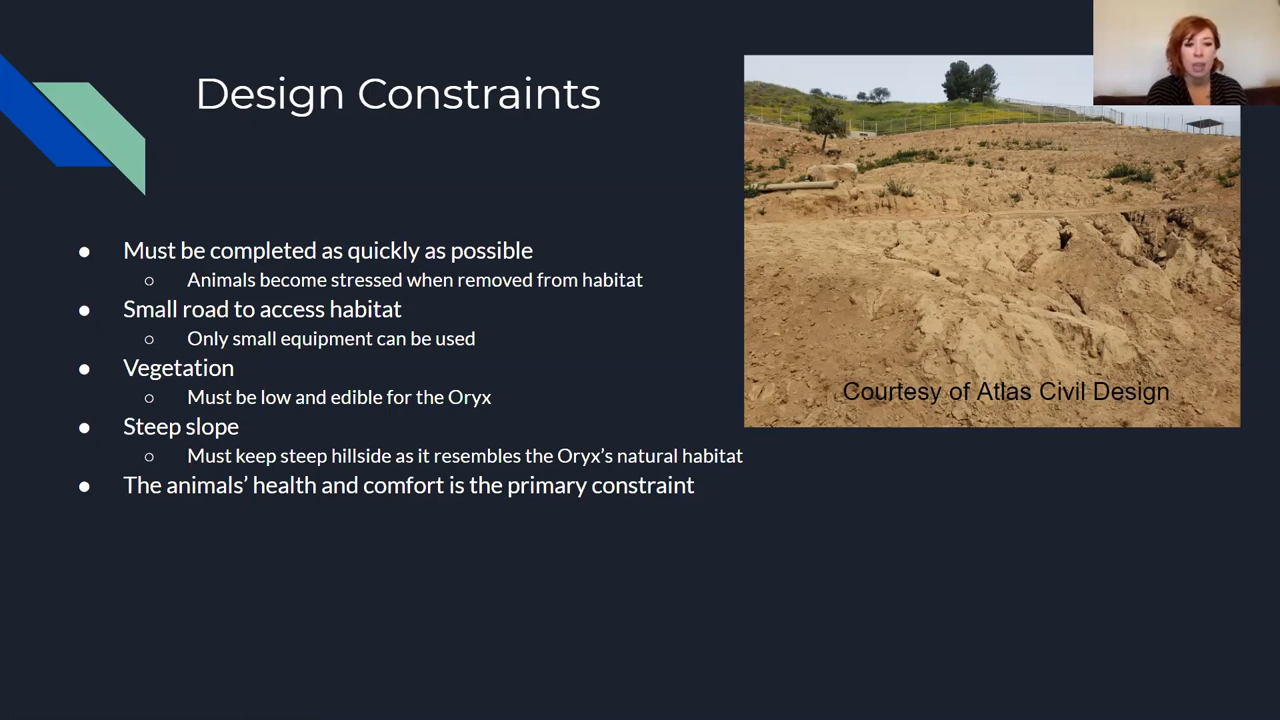 Design Constraints
● Must be completed as quickly as possible
○ Animals become stressed when removed from habitat
● Small road to access habitat
○ Only small equipment can be used
● Vegetation
○ Must be low and edible for the Oryx
● Steep slope
○ Must keep steep hillside as it resembles the Oryx’s natural habitat
● The animals’ health and comfort is the primary constraint
Courtesy of Atlas Civil Design